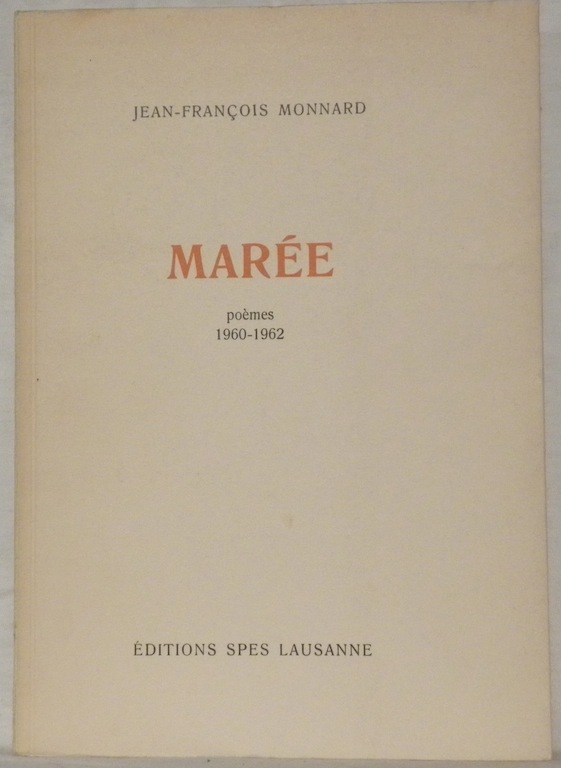 JEAN-FRANÇOIS MONNARD
MARÉE
poèmes
1960-1962
ÉDITIONS SPES LAUSANNE